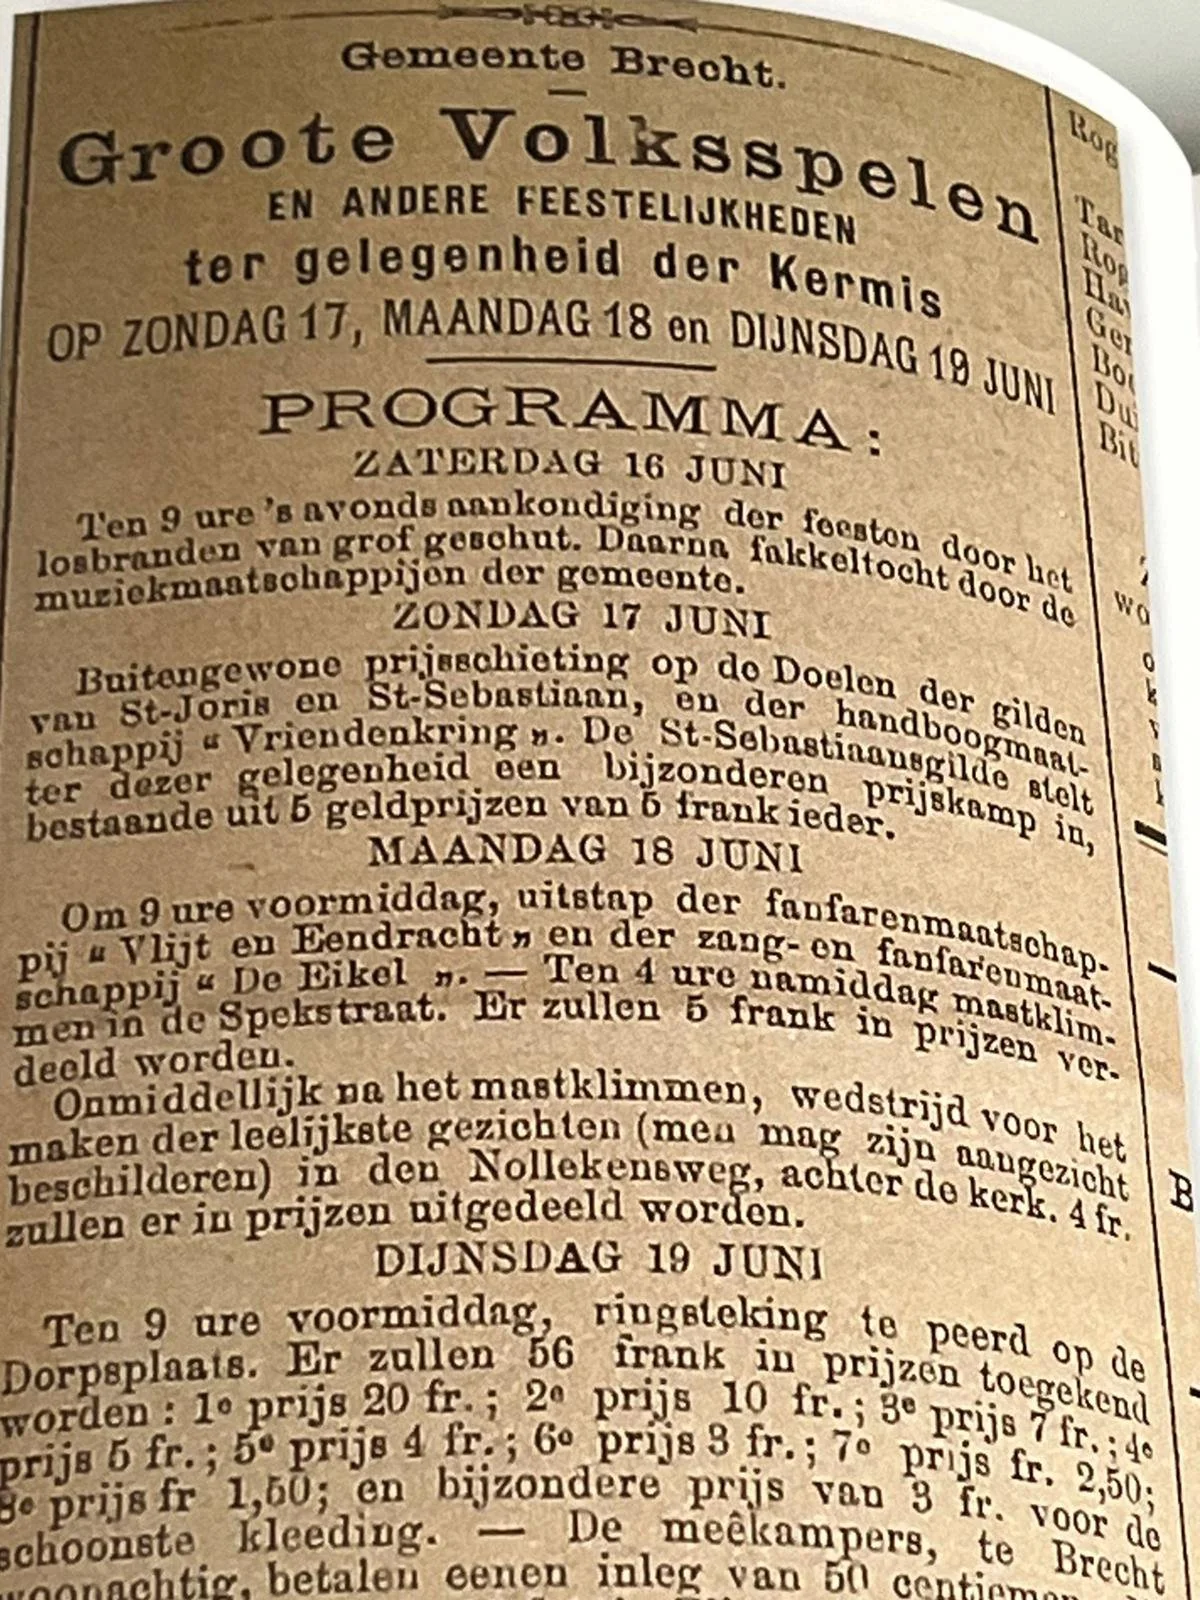 Gemeente Brecht.
Groote Volksspelen
EN ANDERE FEESTELIJKHEDEN
ter gelegenheid der Kermis
OP ZONDAG 17, MAANDAG 18 en DIJNSDAG 19 JUNI
PROGRAMMA:
ZATERDAG 16 JUNI
Ten 9 ure 's avonds aankondiging der feesten door het
losbranden van grof geschut. Daarna fakkeltocht door de
muziekmaatschappijen der gemeente.
ZONDAG 17 JUNI
Buitengewone prijsschieting op de Doelen der gilden
van St-Joris en St-Sebastiaan, en der handboogmaat-
schappij “ Vriendenkring „. De St-Sebastiaansgilde stelt
ter dezer gelegenheid een bijzonderen prijskamp in,
bestaande uit 5 geldprijzen van 5 frank ieder.
MAANDAG 18 JUNI
Om 9 ure voormiddag, uitstap der fanfarenmaatschap-
pij “ Vlijt en Eendracht „ en der zang- en fanfarenmaat-
schappij “ De Eikel „. — Ten 4 ure namiddag mastklim-
men in de Spekstraat. Er zullen 5 frank in prijzen ver-
deeld worden.
Onmiddellijk na het mastklimmen, wedstrijd voor het
maken der leelijkste gezichten (men mag zijn aangezicht
beschilderen) in den Nollekensweg, achter de kerk. 4 fr.
zullen er in prijzen uitgedeeld worden.
DIJNSDAG 19 JUNI
Ten 9 ure voormiddag, ringsteking te peerd op de
Dorpsplaats. Er zullen 56 frank in prijzen toegekend
worden : 1e prijs 20 fr. ; 2e prijs 10 fr. ; 3e prijs 7 fr. ; 4e
prijs 5 fr. ; 5e prijs 4 fr. ; 6e prijs 3 fr. ; 7e prijs fr. 2,50;
8e prijs fr 1,50; en bijzondere prijs van 3 fr. voor de
schoonste kleeding. — De meêkampers, te Brecht
woonachtig, betalen eenen inleg van 50 centiemen.